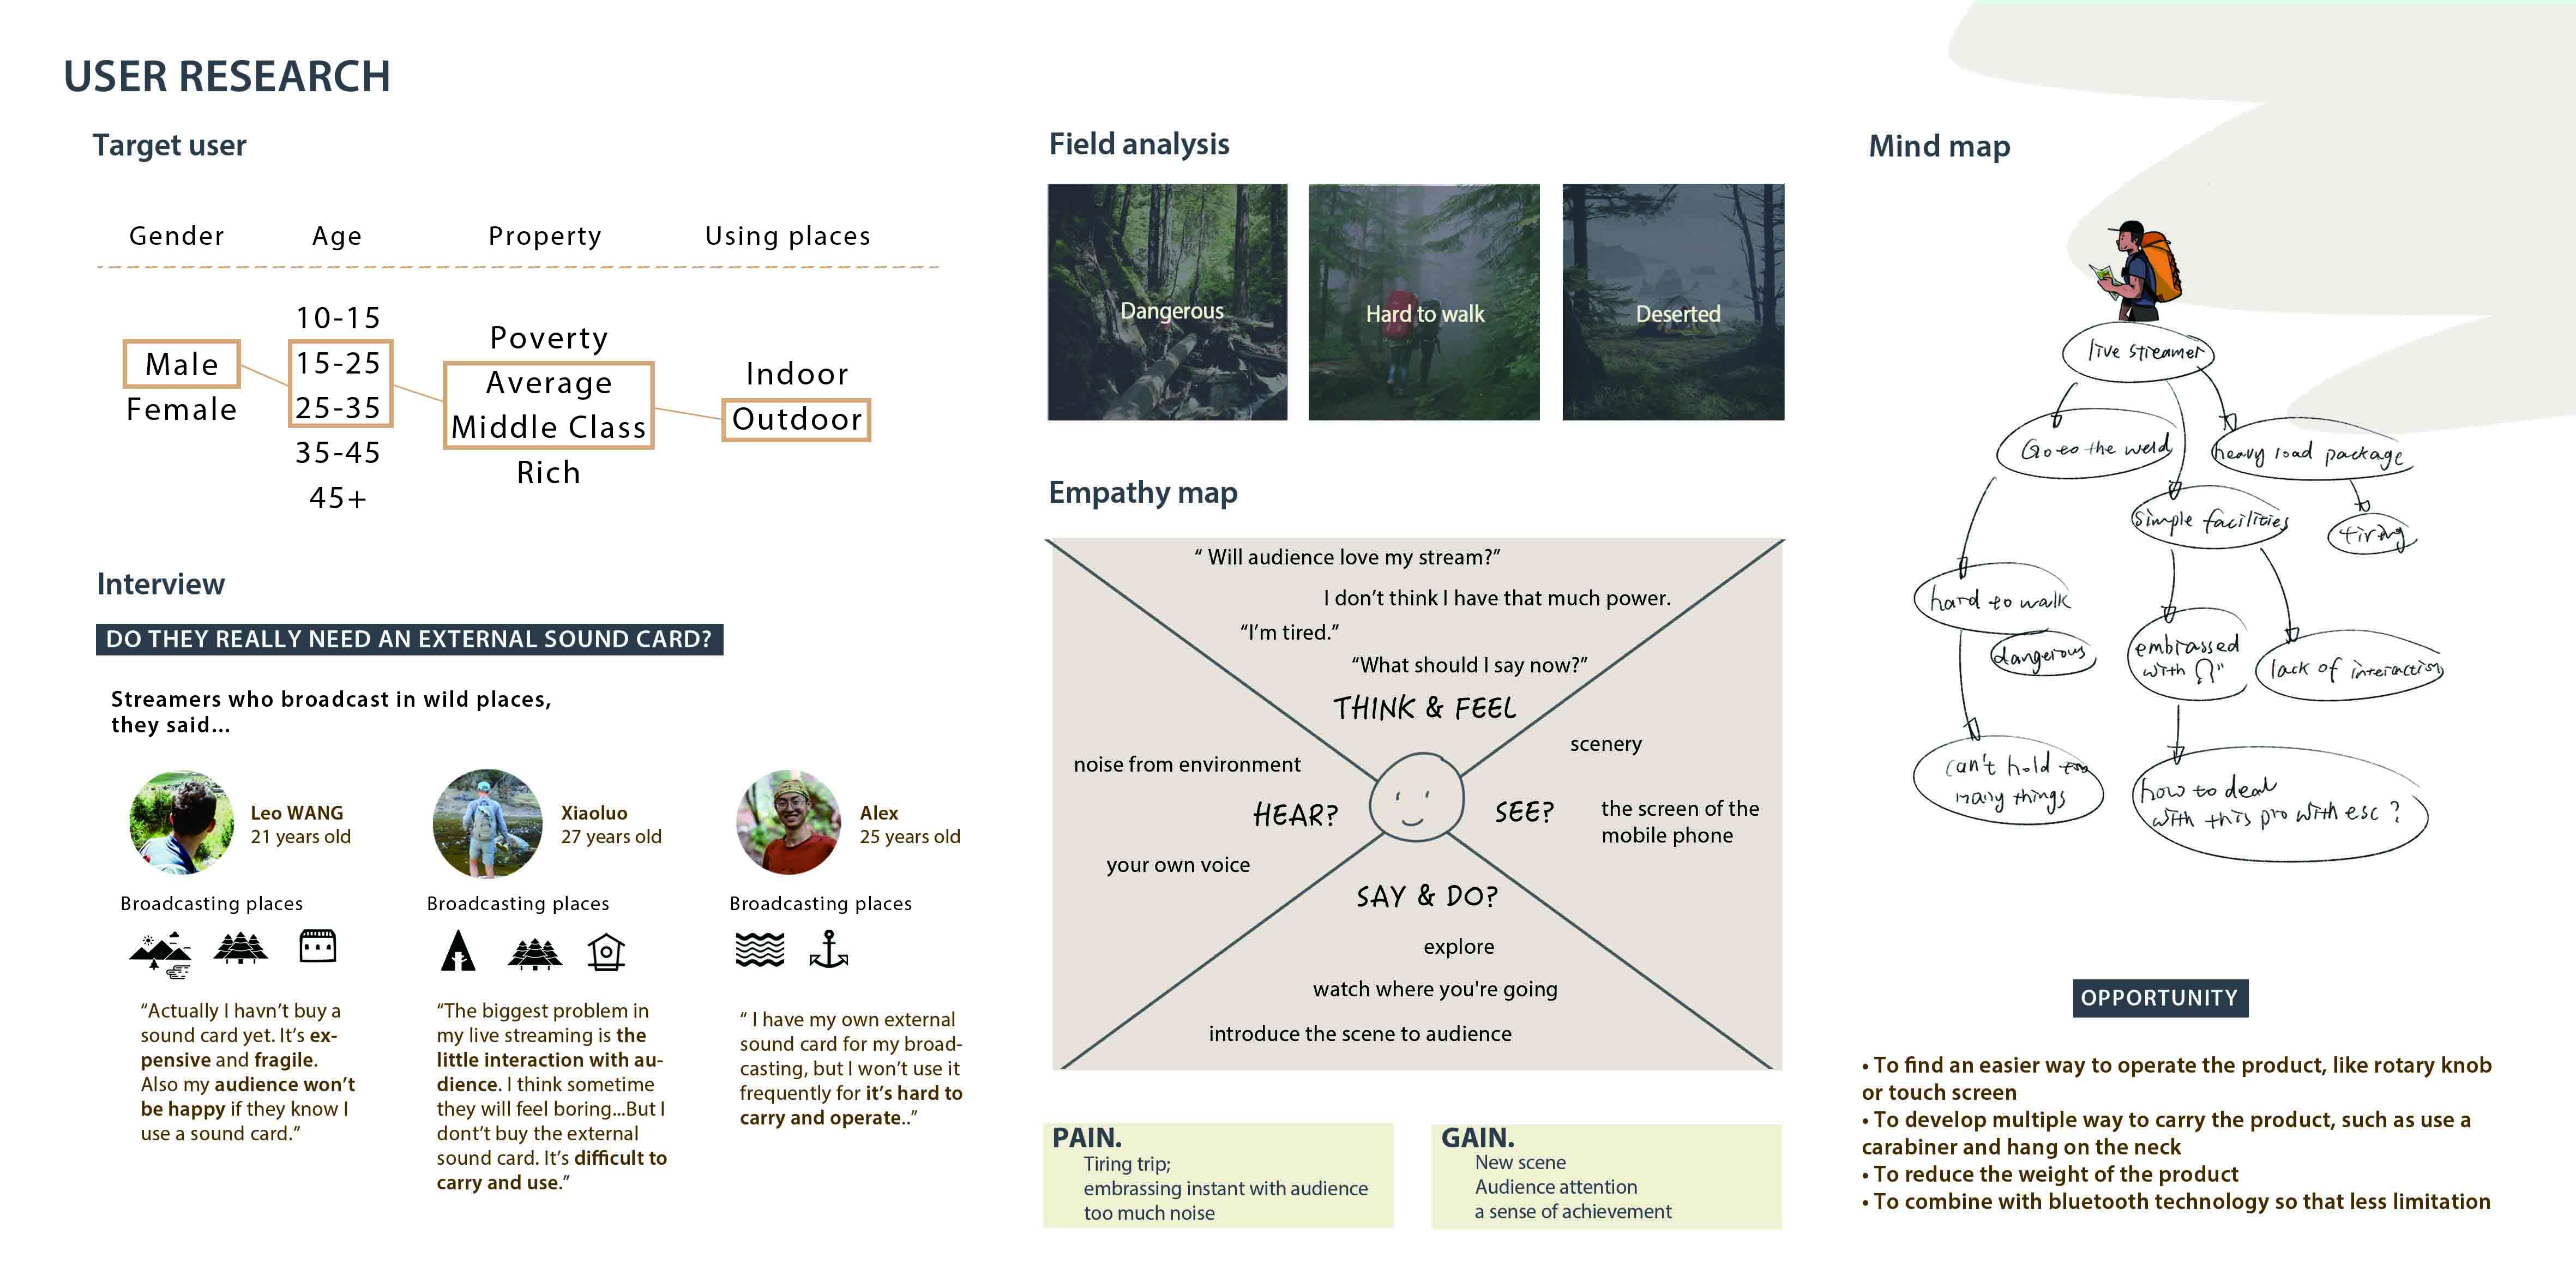 USER RESEARCH
Target user
Gender
Age
Property
Using places
Male
Female
10-15
15-25
25-35
35-45
45+
Poverty
Average
Middle Class
Rich
Indoor
Outdoor
Interview
DO THEY REALLY NEED AN EXTERNAL SOUND CARD?
Streamers who broadcast in wild places,
they said...
Leo WANG
21 years old
Broadcasting places
“Actually I havn’t buy a
sound card yet. It’s ex-
pensive and fragile.
Also my audience won’t
be happy if they know I
use a sound card.”
Xiaoluo
27 years old
Broadcasting places
“The biggest problem in
my live streaming is the
little interaction with au-
dience. I think sometime
they will feel boring...But I
dont’t buy the external
sound card. It’s difficult to
carry and use.”
Alex
25 years old
Broadcasting places
“ I have my own external
sound card for my broad-
casting, but I won’t use it
frequently for it’s hard to
carry and operate..”
Field analysis
Dangerous
Hard to walk
Deserted
Empathy map
“ Will audience love my stream?”
I don’t think I have that much power.
“I’m tired.”
“What should I say now?”
THINK & FEEL
noise from environment
HEAR?
your own voice
scenery
SEE?
the screen of the
mobile phone
SAY & DO?
explore
watch where you're going
introduce the scene to audience
PAIN.
Tiring trip;
embrassing instant with audience
too much noise
GAIN.
New scene
Audience attention
a sense of achievement
Mind map
live streamer
Goes the weld
heavy load package
simple facilities
tiring
hard to walk
dangerous
embrassed
with
lack of interaction
can't hold too
many things
how to deal
with this pro with esc ?
OPPORTUNITY
• To find an easier way to operate the product, like rotary knob
or touch screen
• To develop multiple way to carry the product, such as use a
carabiner and hang on the neck
• To reduce the weight of the product
• To combine with bluetooth technology so that less limitation